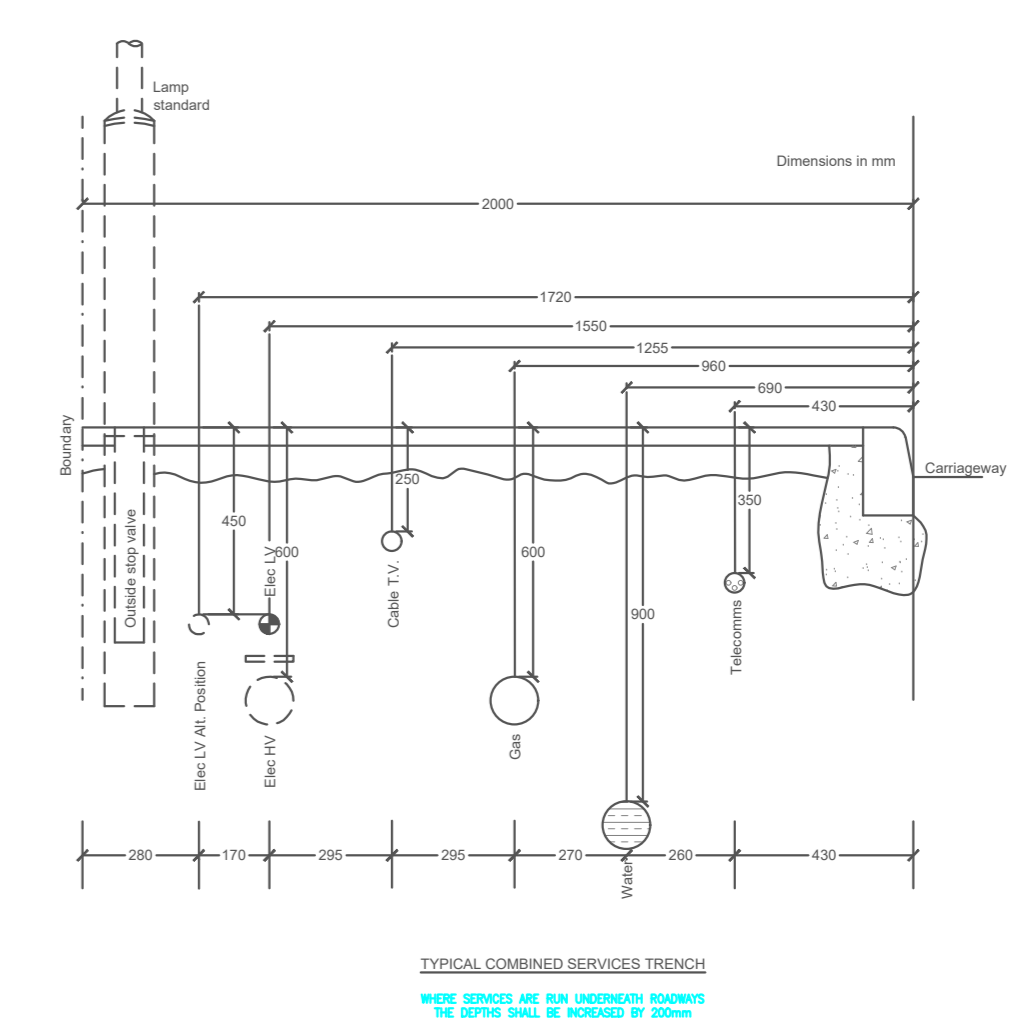 Lamp
standard
Dimensions in mm
2000
1720
1550
1255
960
690
430
Boundary
Carriageway
250
350
450
Outside stop valve
Elec LV
600
600
Cable T.V.
900
Telecomms
Elec LV Alt. Position
Elec HV
Gas
280
170
295
295
270
260
430
Water
TYPICAL COMBINED SERVICES TRENCH
WHERE SERVICES ARE RUN UNDERNEATH ROADWAYS
THE DEPTHS SHALL BE INCREASED BY 200mm